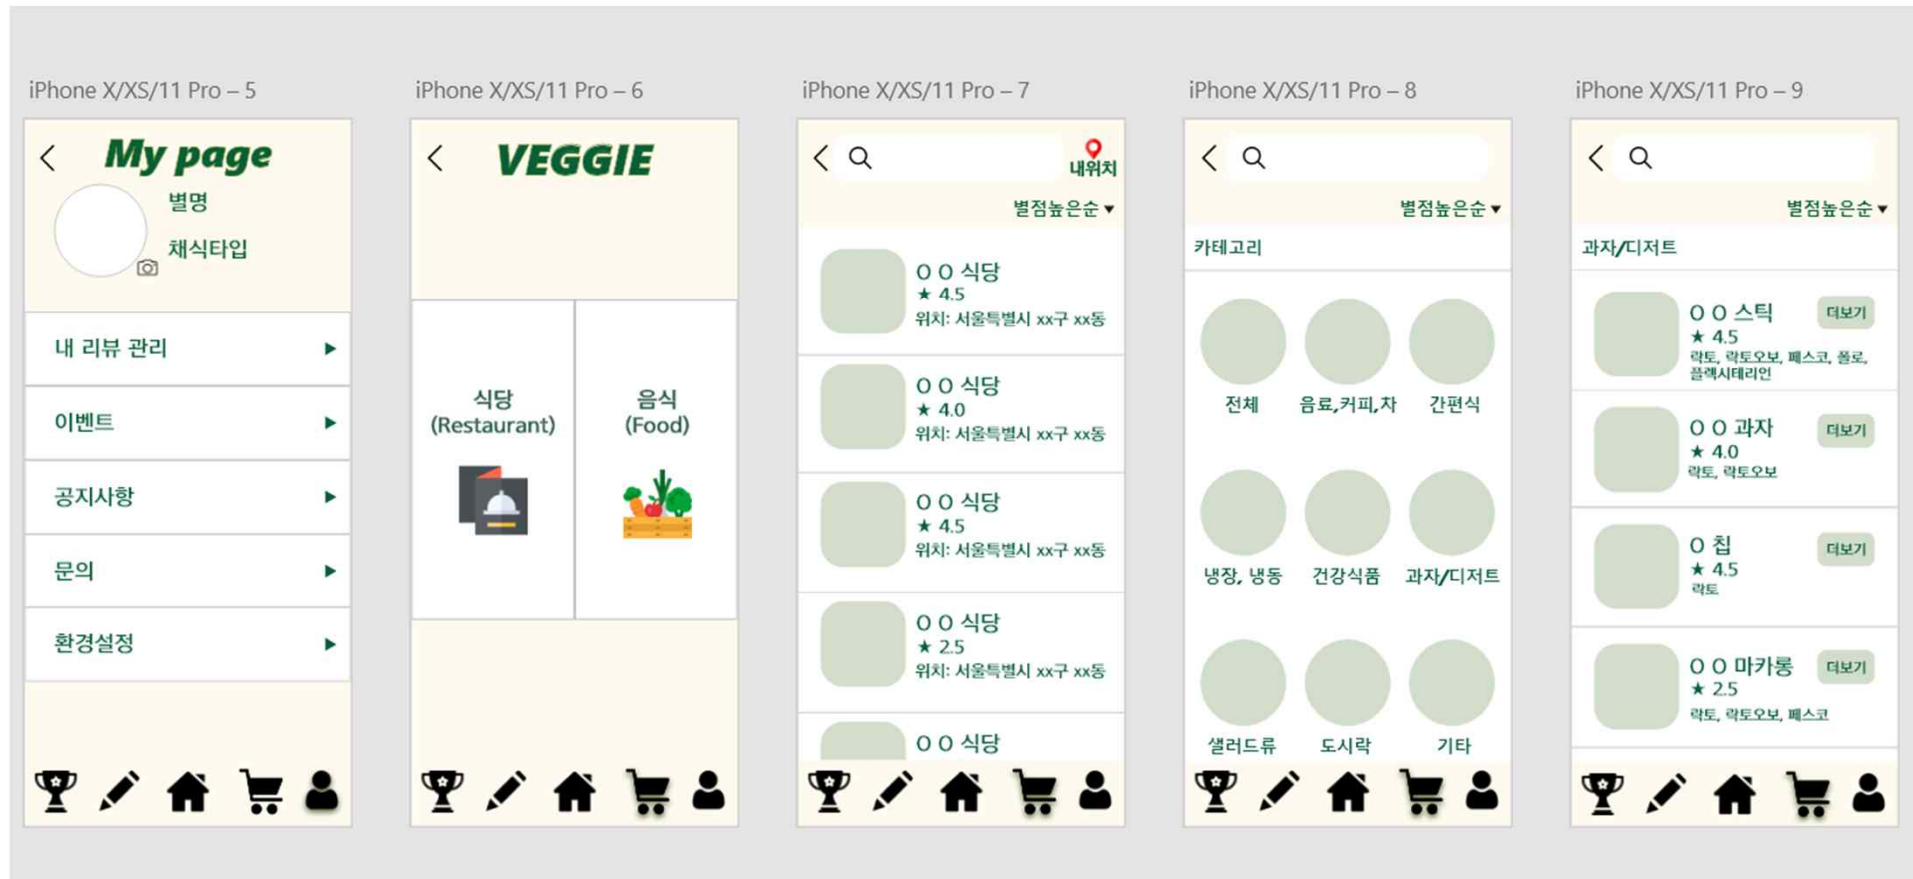 iPhone X/XS/11 Pro – 5
My page
별명
채식타입
내 리뷰 관리
이벤트
공지사항
문의
환경설정
iPhone X/XS/11 Pro – 6
VEGGIE
식당
(Restaurant)
음식
(Food)
iPhone X/XS/11 Pro – 7
내위치
별점높은순▼
O O 식당
★ 4.5
위치: 서울특별시 xx구 xx동
O O 식당
★ 4.0
위치: 서울특별시 xx구 xx동
O O 식당
★ 4.5
위치: 서울특별시 xx구 xx동
O O 식당
★ 2.5
위치: 서울특별시 xx구 xx동
O O 식당
iPhone X/XS/11 Pro – 8
별점높은순▼
카테고리
전체 음료,커피,차 간편식
냉장, 냉동 건강식품 과자/디저트
샐러드류 도시락 기타
iPhone X/XS/11 Pro – 9
별점높은순▼
과자/디저트
O O 스틱 더보기
★ 4.5
락토, 락토오보, 페스코, 폴로,
플렉시테리언
O O 과자 더보기
★ 4.0
락토, 락토오보
O 칩 더보기
★ 4.5
락토
O O 마카롱 더보기
★ 2.5
락토, 락토오보, 페스코